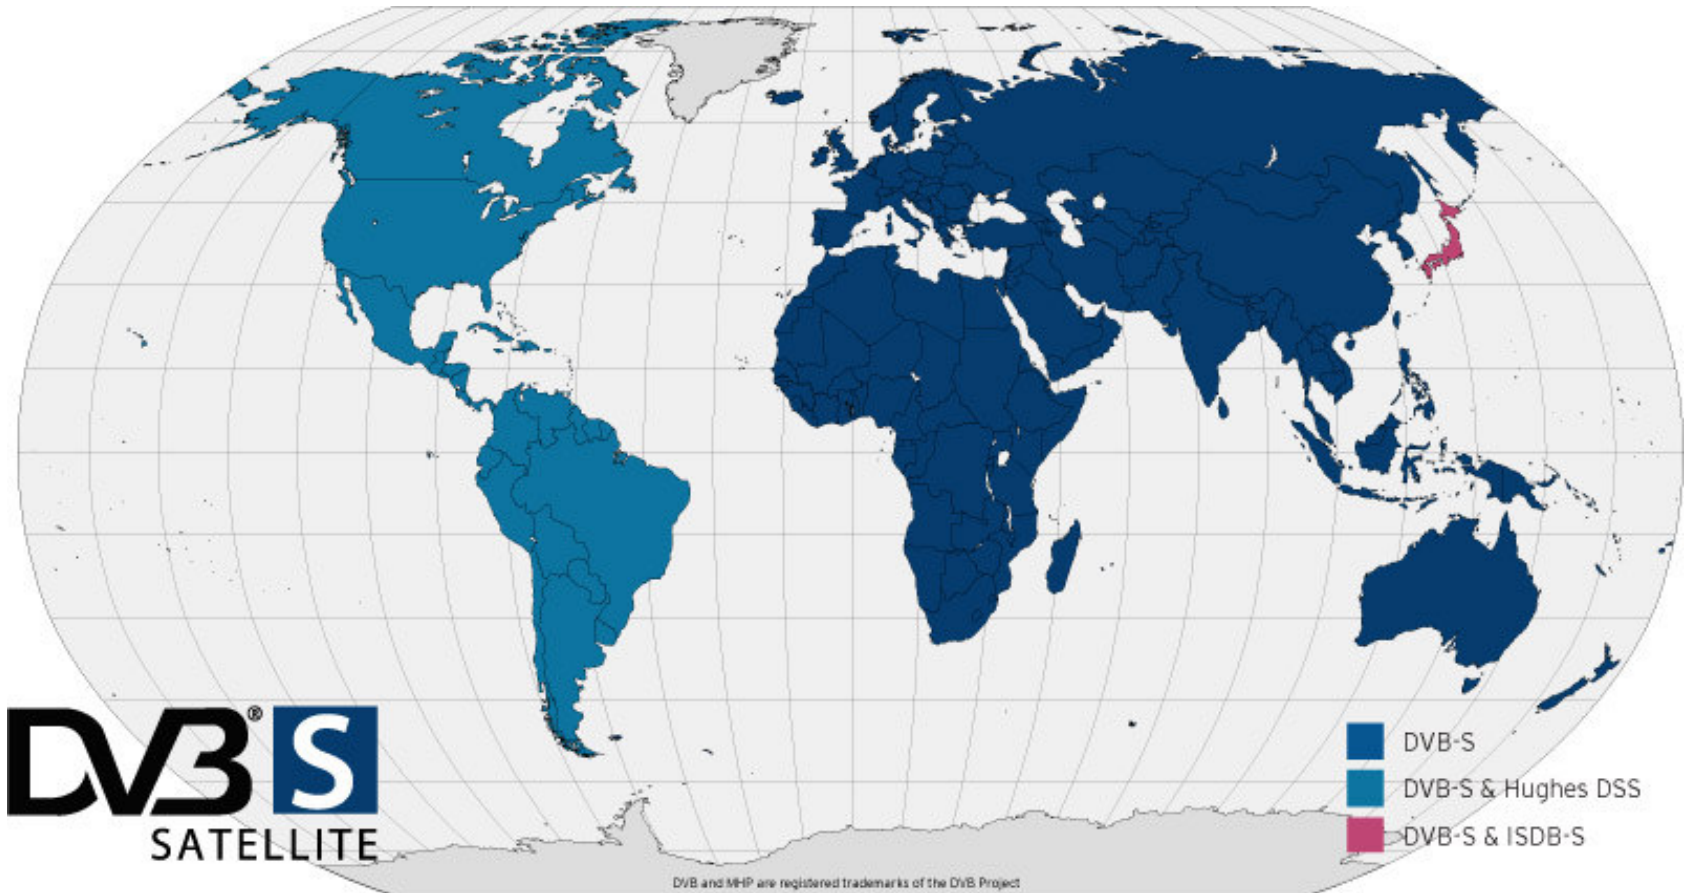 DVB® S
SATELLITE
DVB-S
DVB-S & Hughes DSS
DVB-S & ISDB-S
DVB and MHP are registered trademarks of the DVB Project